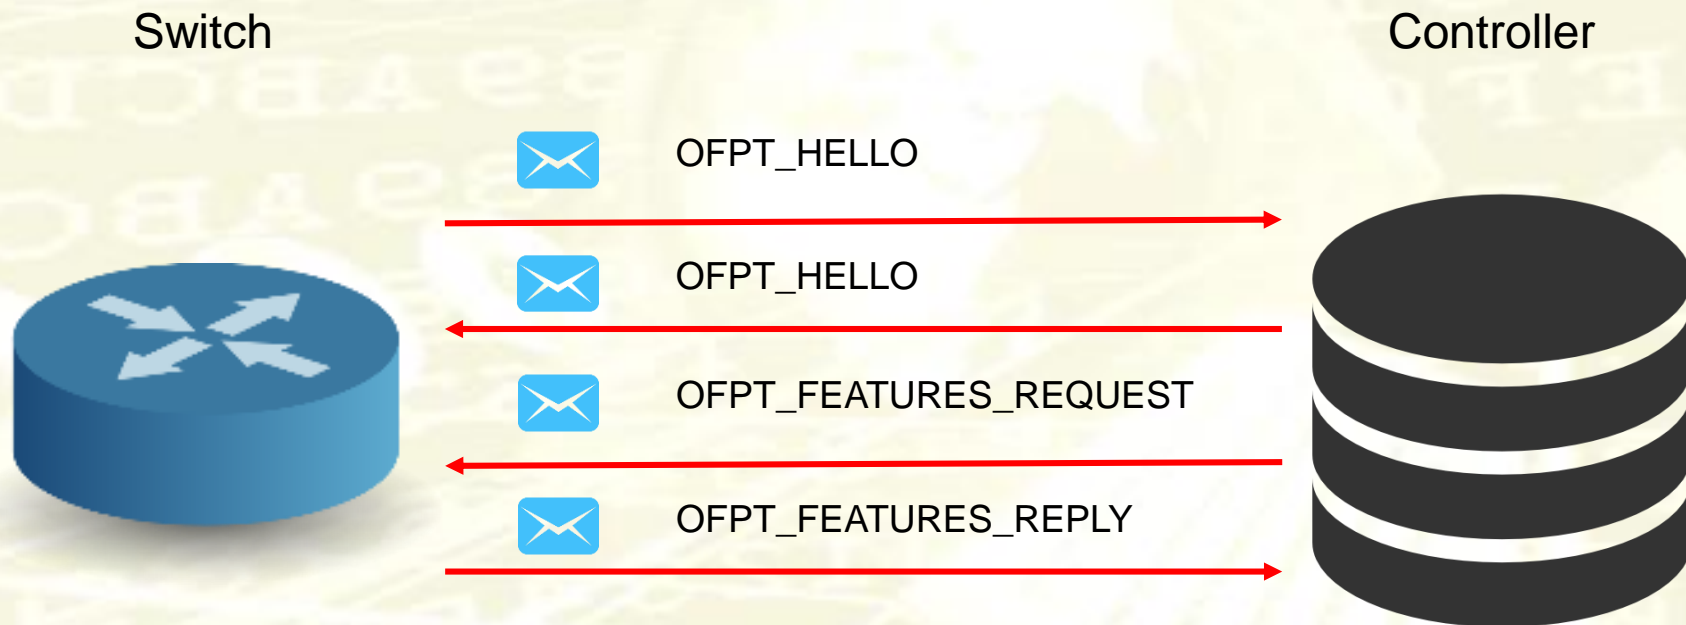 Switch
Controller
OFPT_HELLO
OFPT_HELLO
OFPT_FEATURES_REQUEST
OFPT_FEATURES_REPLY